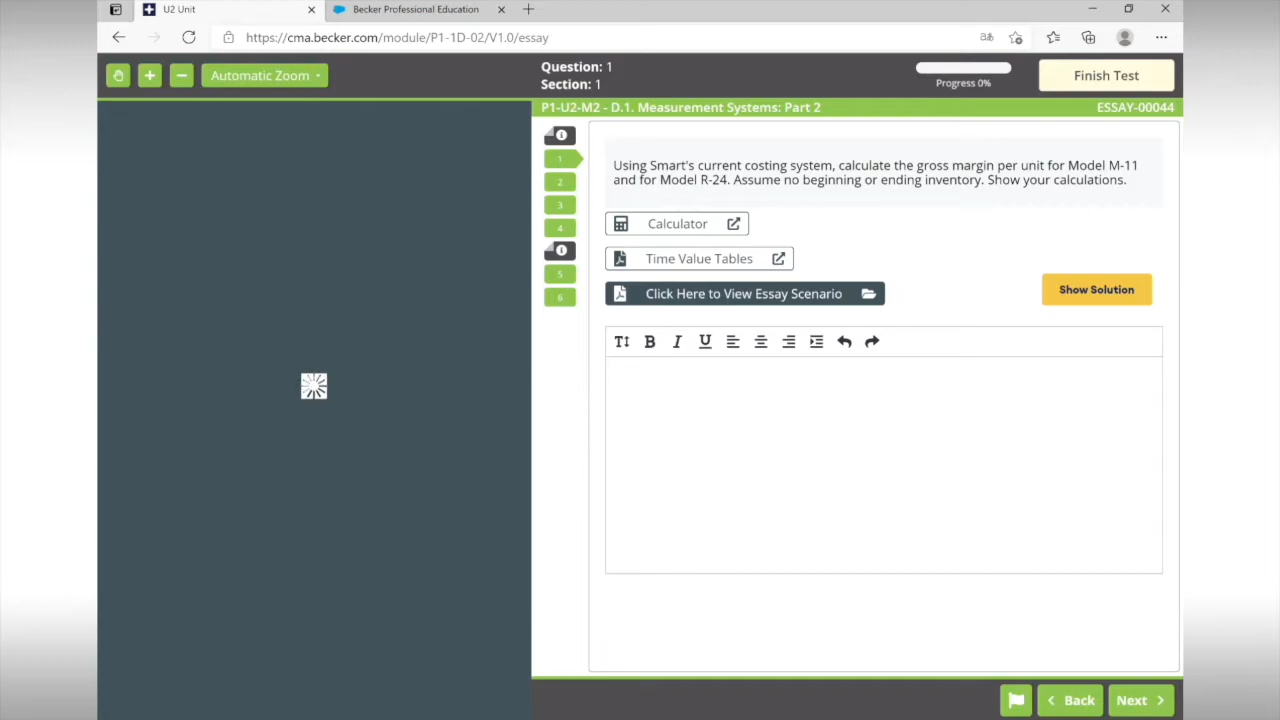 U2 Unit
Becker Professional Education
https://cma.becker.com/module/P1-1D-02/V1.0/essay
Automatic Zoom
Question: 1
Section: 1
Progress 0%
Finish Test
P1-U2-M2 - D.1. Measurement Systems: Part 2
ESSAY-00044
1
2
3
4
5
6
Using Smart's current costing system, calculate the gross margin per unit for Model M-11
and for Model R-24. Assume no beginning or ending inventory. Show your calculations.
Calculator
Time Value Tables
Click Here to View Essay Scenario
Show Solution
Back
Next